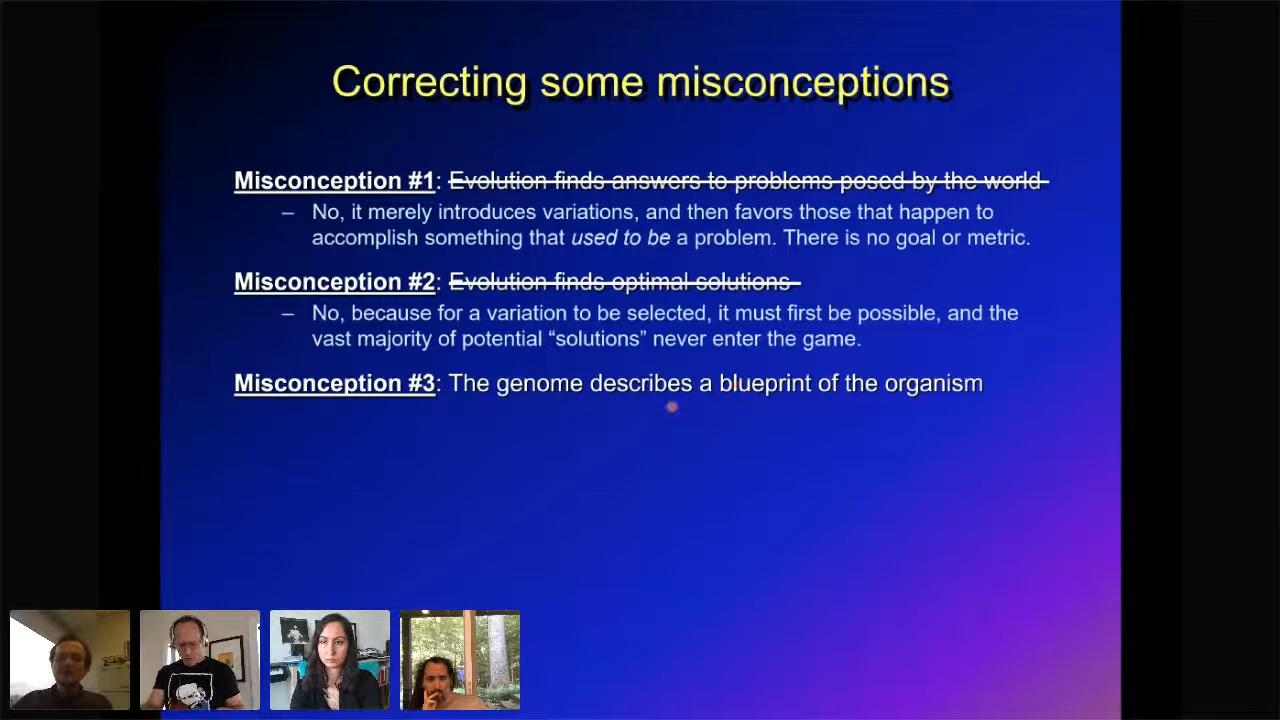 Correcting some misconceptions
Misconception #1: Evolution finds answers to problems posed by the world
– No, it merely introduces variations, and then favors those that happen to
accomplish something that used to be a problem. There is no goal or metric.
Misconception #2: Evolution finds optimal solutions
– No, because for a variation to be selected, it must first be possible, and the
vast majority of potential “solutions” never enter the game.
Misconception #3: The genome describes a blueprint of the organism